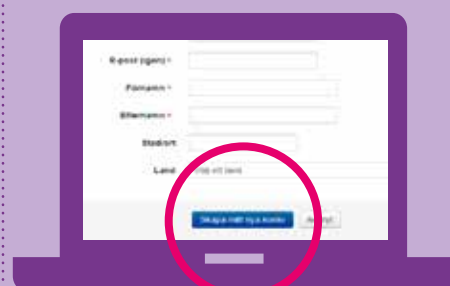 E-post (igen) *
Förnamn *
Efternamn *
Stad/ort
Land Välj ett land
Skapa mitt nya konto Avbryt